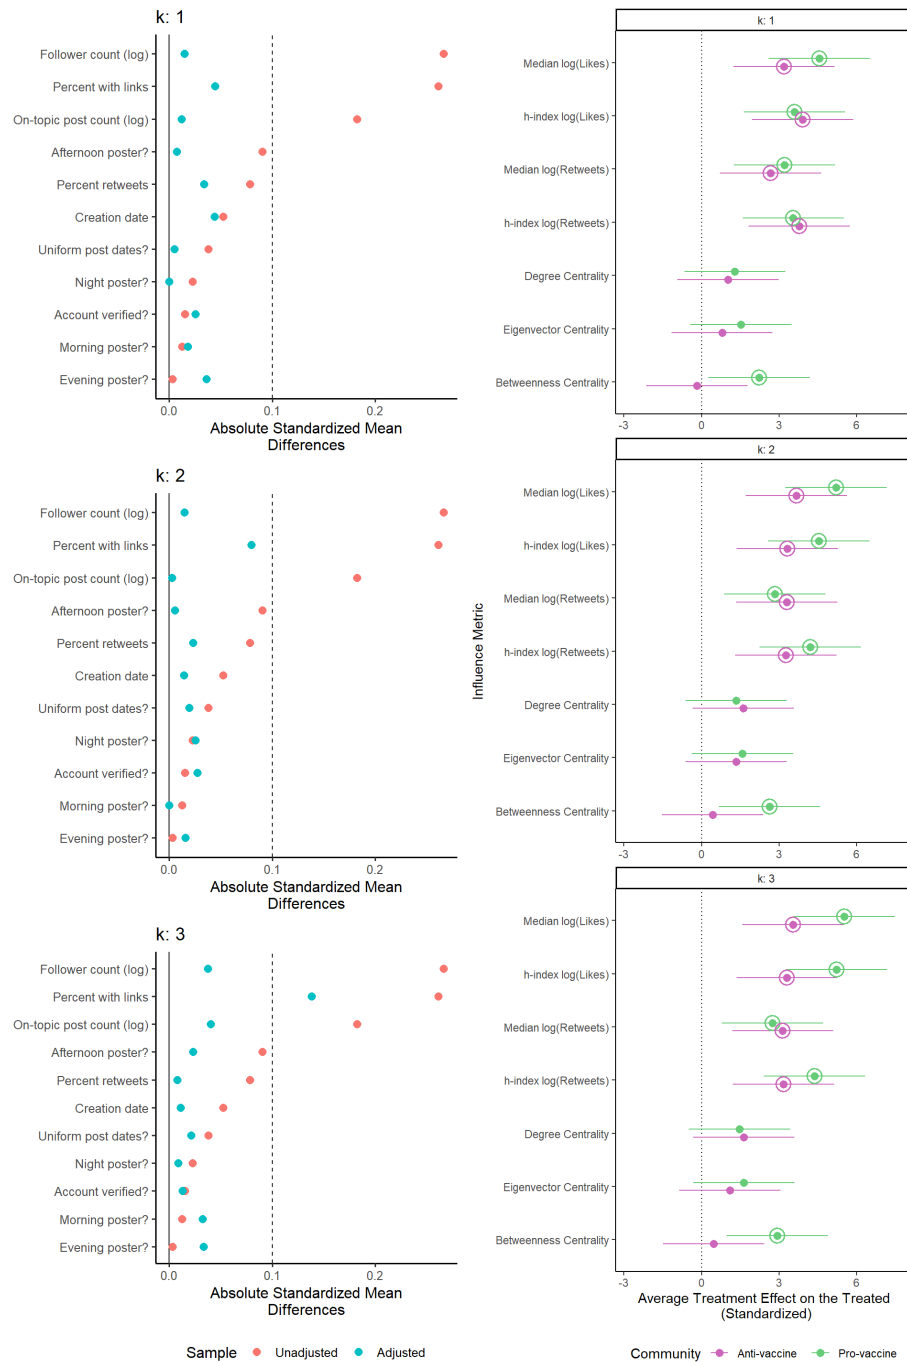 k: 1
Follower count (log)
Percent with links
On-topic post count (log)
Afternoon poster?
Percent retweets
Creation date
Uniform post dates?
Night poster?
Account verified?
Morning poster?
Evening poster?
0.0 0.1 0.2
Absolute Standardized Mean
Differences
k: 2
Follower count (log)
Percent with links
On-topic post count (log)
Afternoon poster?
Percent retweets
Creation date
Uniform post dates?
Night poster?
Account verified?
Morning poster?
Evening poster?
0.0 0.1 0.2
Absolute Standardized Mean
Differences
k: 3
Follower count (log)
Percent with links
On-topic post count (log)
Afternoon poster?
Percent retweets
Creation date
Uniform post dates?
Night poster?
Account verified?
Morning poster?
Evening poster?
0.0 0.1 0.2
Absolute Standardized Mean
Differences
Sample Unadjusted Adjusted
Influence Metric
k: 1
Median log(Likes)
h-index log(Likes)
Median log(Retweets)
h-index log(Retweets)
Degree Centrality
Eigenvector Centrality
Betweenness Centrality
-3 0 3 6
k: 2
Median log(Likes)
h-index log(Likes)
Median log(Retweets)
h-index log(Retweets)
Degree Centrality
Eigenvector Centrality
Betweenness Centrality
-3 0 3 6
k: 3
Median log(Likes)
h-index log(Likes)
Median log(Retweets)
h-index log(Retweets)
Degree Centrality
Eigenvector Centrality
Betweenness Centrality
-3 0 3 6
Average Treatment Effect on the Treated
(Standardized)
Community Anti-vaccine Pro-vaccine